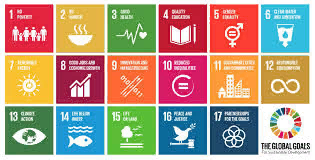 1 NO
POVERTY
2 NO
HUNGER
3 GOOD
HEALTH
4 QUALITY
EDUCATION
5 GENDER
EQUALITY
6 CLEAN WATER
AND SANITATION
7 RENEWABLE
ENERGY
8 GOOD JOBS AND
ECONOMIC GROWTH
9 INNOVATION AND
INFRASTRUCTURE
10 REDUCED
INEQUALITIES
11 SUSTAINABLE CITIES
AND COMMUNITIES
12 RESPONSIBLE
CONSUMPTION
13 CLIMATE
ACTION
14 LIFE BELOW
WATER
15 LIFE
ON LAND
16 PEACE AND
JUSTICE
17 PARTNERSHIPS
FOR THE GOALS
THE GLOBAL GOALS
For Sustainable Development